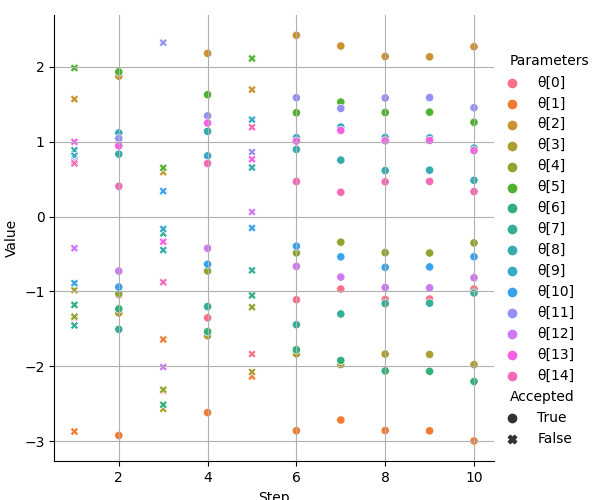 Parameters
θ[0]
θ[1]
θ[2]
θ[3]
θ[4]
θ[5]
θ[6]
θ[7]
θ[8]
θ[9]
θ[10]
θ[11]
θ[12]
θ[13]
θ[14]
Accepted
True
False
Value
2
1
0
−1
−2
−3
2 4 6 8 10
Step